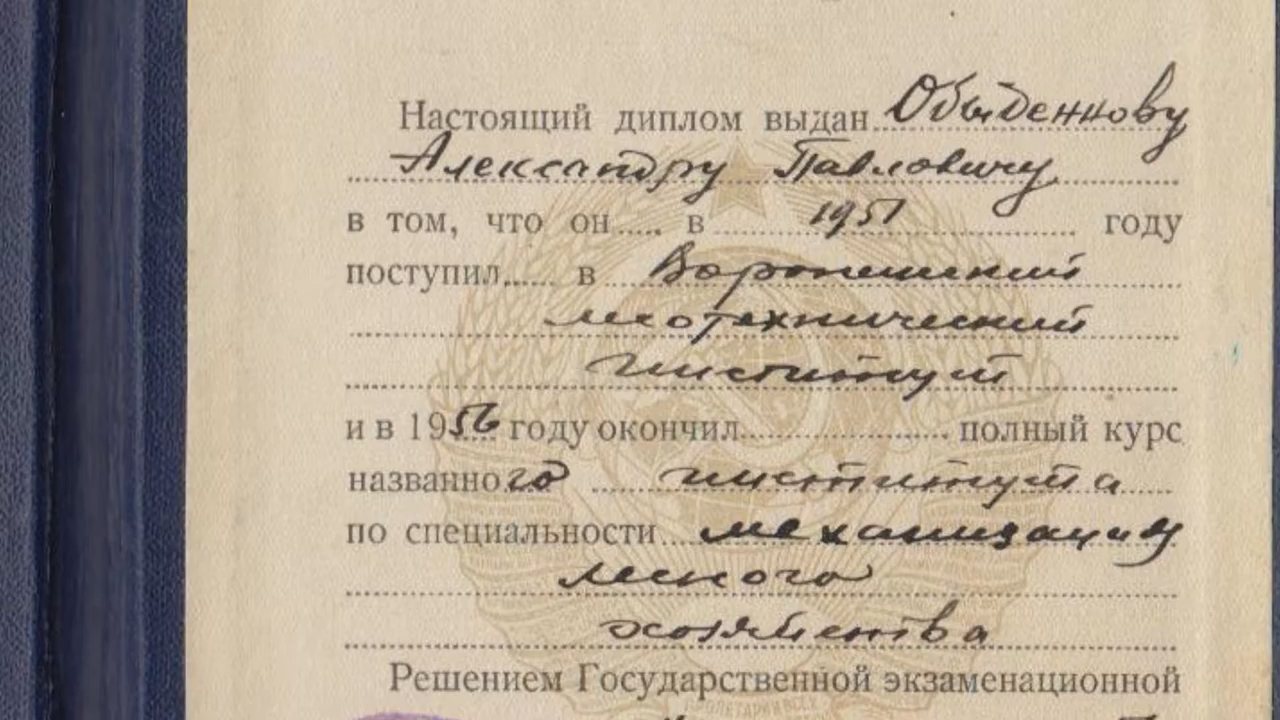 Настоящий диплом выдан Обыденнову
Александру Павловичу
в том, что он в 1951 году
поступил в Воронежский
лесотехнический
институт
и в 1956 году окончил полный курс
названного института
по специальности механизация
лесного
хозяйства
Решением Государственной экзаменационной